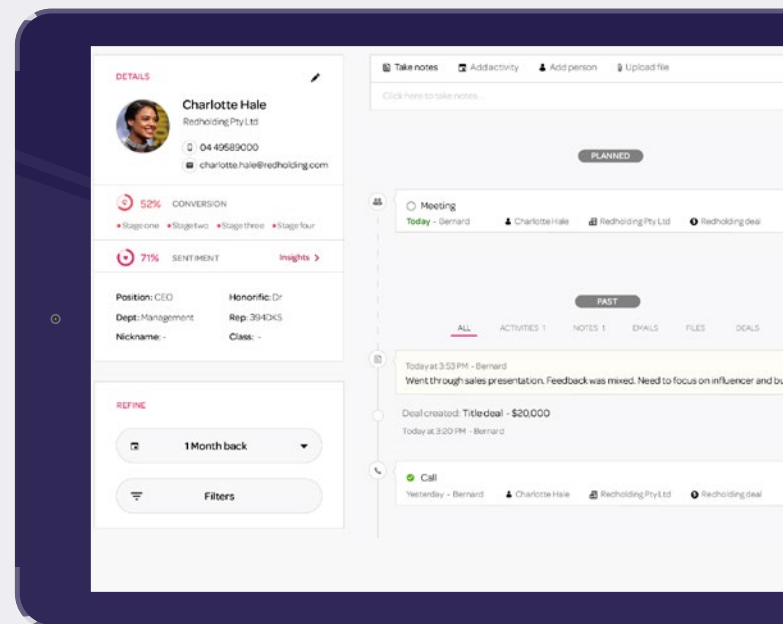 DETAILS
Charlotte Hale
Redholding Pty Ltd
04 49589000
charlotte.hale@redholding.com
52% CONVERSION
Stage one Stage two Stage three Stage four
71% SENTIMENT Insights
Position: CEO Honorific: Dr
Dept: Management Rep: 394DKS
Nickname: - Class: -
REFINE
1 Month back
Filters
Take notes Add activity Add person Upload file
Click here to take notes...
PLANNED
Meeting
Today - Bernard Charlotte Hale Redholding Pty Ltd Redholding deal
PAST
ALL ACTIVITIES 1 NOTES 1 EMAILS FILES DEALS
Today at 3:53 PM - Bernard
Went through sales presentation. Feedback was mixed. Need to focus on influencer and bu
Deal created: Title deal - $20,000
Today at 3:20 PM - Bernard
Call
Yesterday - Bernard Charlotte Hale Redholding Pty Ltd Redholding deal